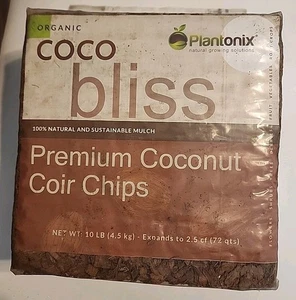 ORGANIC
coco
bliss
Plantonix
natural growing solutions
100% NATURAL AND SUSTAINABLE MULCH
Premium Coconut
Coir Chips
NET WT: 10 LB (4.5 kg) - Expands to 2.5 cf (72 qts)